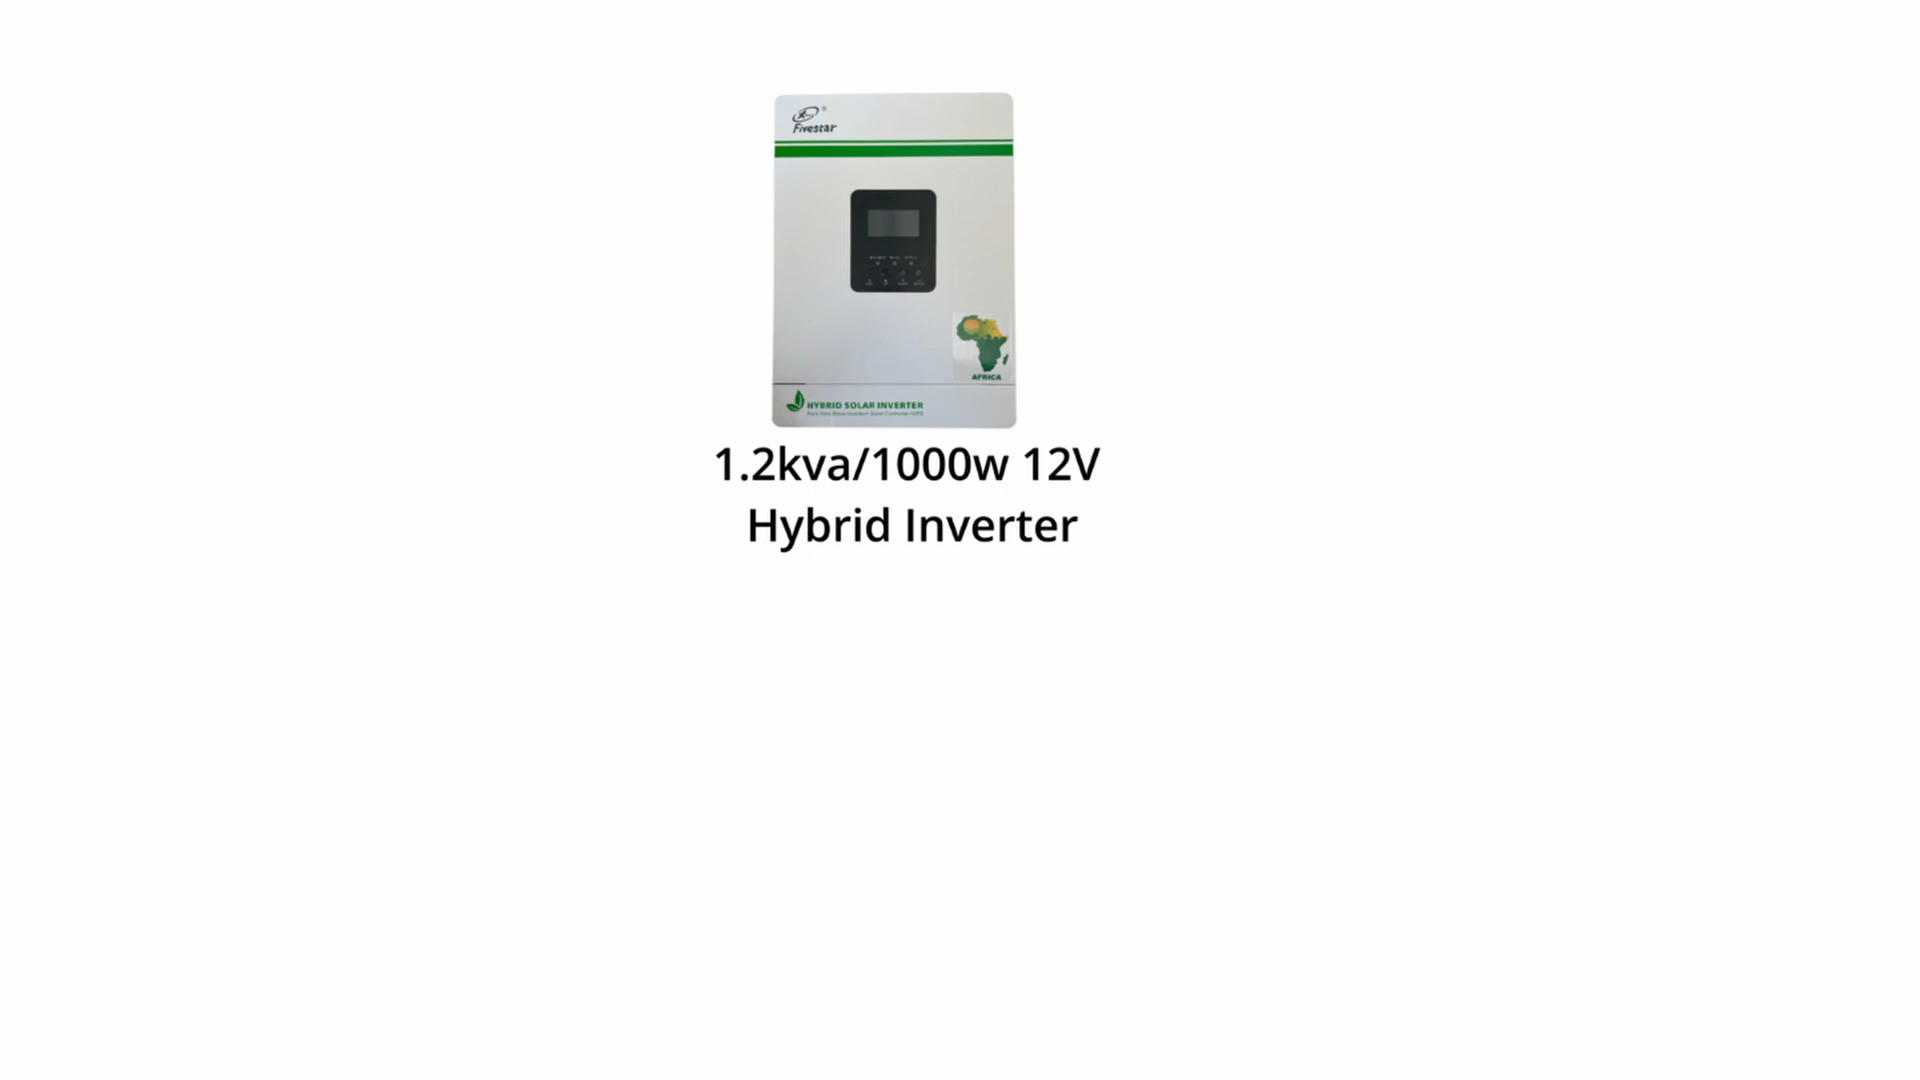 Fivestar
AFRICA
HYBRID SOLAR INVERTER
1.2kva/1000w 12V
Hybrid Inverter